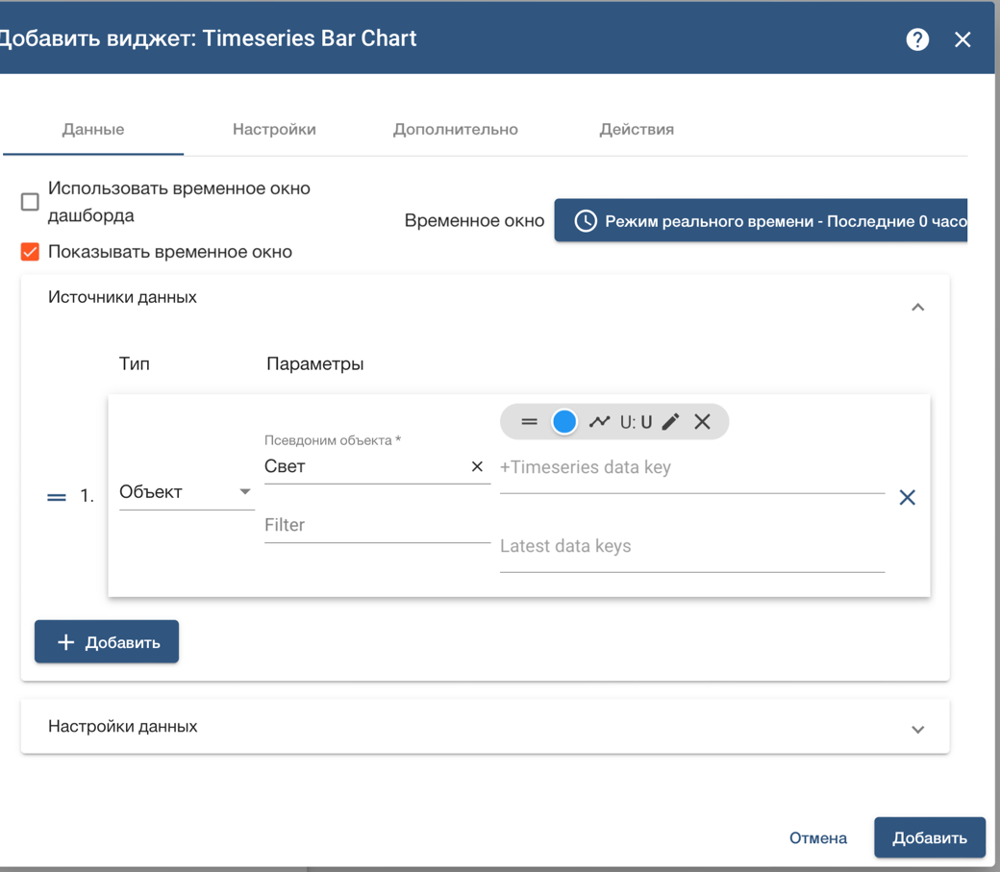 Добавить виджет: Timeseries Bar Chart
Данные Настройки Дополнительно Действия
Использовать временное окно
дашборда
Временное окно Режим реального времени - Последние 0 часо
Показывать временное окно
Источники данных
Тип Параметры
U: U
Псевдоним объекта *
Свет
+Timeseries data key
1. Объект
Filter
Latest data keys
+ Добавить
Настройки данных
Отмена Добавить